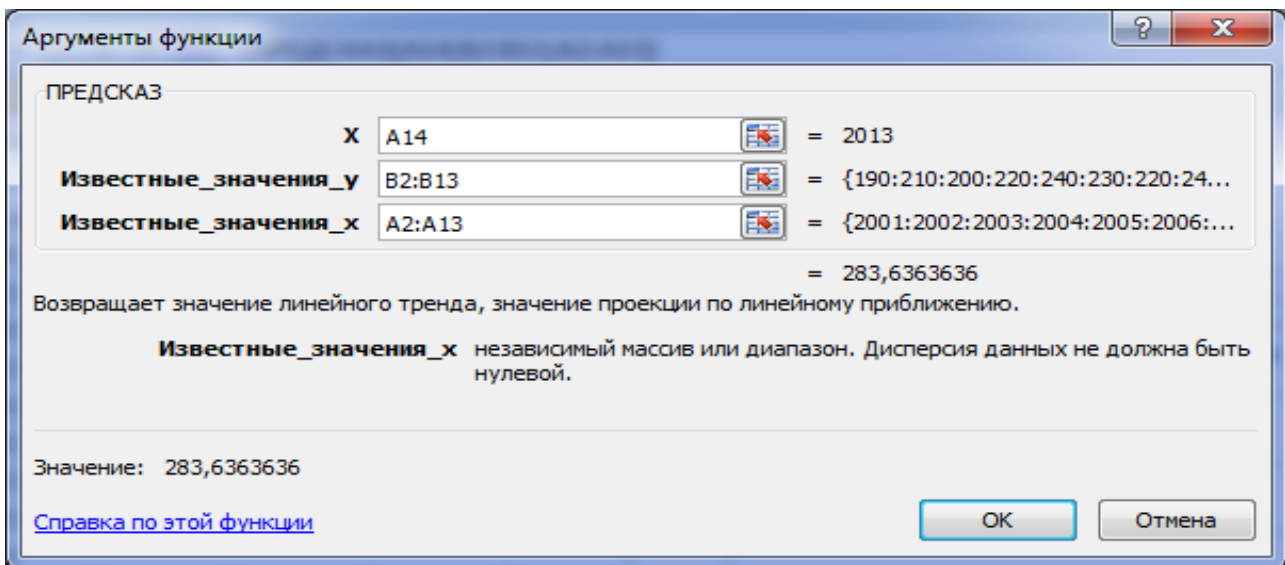 Аргументы функции
ПРЕДСКАЗ
X A14 = 2013
Известные_значения_y B2:B13 = {190:210:200:220:240:230:220:24...
Известные_значения_x A2:A13 = {2001:2002:2003:2004:2005:2006:...
= 283,6363636
Возвращает значение линейного тренда, значение проекции по линейному приближению.
Известные_значения_x независимый массив или диапазон. Дисперсия данных не должна быть
нулевой.
Значение: 283,6363636
Справка по этой функции
ОК Отмена